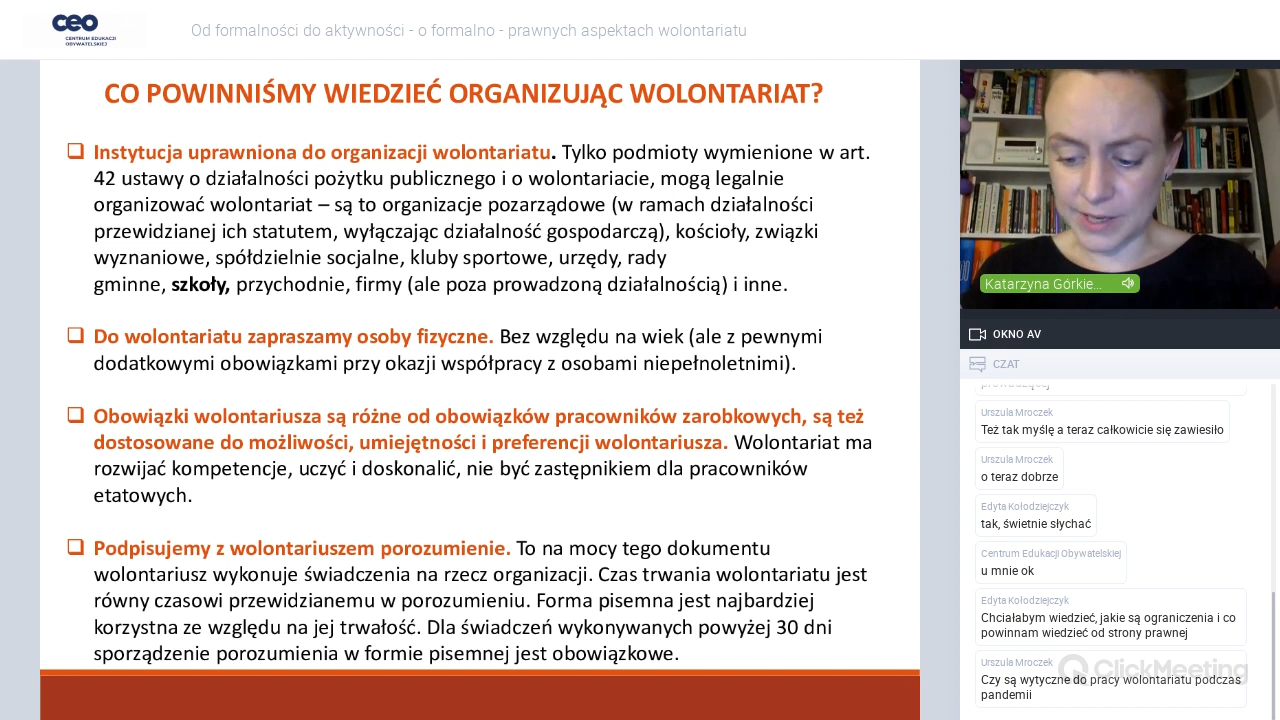 ceo
CENTRUM EDUKACJI
OBYWATELSKIEJ
Od formalności do aktywności - o formalno - prawnych aspektach wolontariatu
CO POWINNIŚMY WIEDZIEĆ ORGANIZUJĄC WOLONTARIAT?
Instytucja uprawniona do organizacji wolontariatu. Tylko podmioty wymienione w art.
42 ustawy o działalności pożytku publicznego i o wolontariacie, mogą legalnie
organizować wolontariat – są to organizacje pozarządowe (w ramach działalności
przewidzianej ich statutem, wyłączając działalność gospodarczą), kościoły, związki
wyznaniowe, spółdzielnie socjalne, kluby sportowe, urzędy, rady
gminne, szkoły, przychodnie, firmy (ale poza prowadzoną działalnością) i inne.
Do wolontariatu zapraszamy osoby fizyczne. Bez względu na wiek (ale z pewnymi
dodatkowymi obowiązkami przy okazji współpracy z osobami niepełnoletnimi).
Obowiązki wolontariusza są różne od obowiązków pracowników zarobkowych, są też
dostosowane do możliwości, umiejętności i preferencji wolontariusza. Wolontariat ma
rozwijać kompetencje, uczyć i doskonalić, nie być zastępnikiem dla pracowników
etatowych.
Podpisujemy z wolontariuszem porozumienie. To na mocy tego dokumentu
wolontariusz wykonuje świadczenia na rzecz organizacji. Czas trwania wolontariatu jest
równy czasowi przewidzianemu w porozumieniu. Forma pisemna jest najbardziej
korzystna ze względu na jej trwałość. Dla świadczeń wykonywanych powyżej 30 dni
sporządzenie porozumienia w formie pisemnej jest obowiązkowe.
Katarzyna Górkie...
OKNO AV
CZAT
prowadzącej
Urszula Mroczek
Też tak myślę a teraz całkowicie się zawiesiło
Urszula Mroczek
o teraz dobrze
Edyta Kołodziejczyk
tak, świetnie słychać
Centrum Edukacji Obywatelskiej
u mnie ok
Edyta Kołodziejczyk
Chciałabym wiedzieć, jakie są ograniczenia i co
powinnam wiedzieć od strony prawnej
Urszula Mroczek
ClickMeeting
Czy są wytyczne do pracy wolontariatu podczas
pandemii